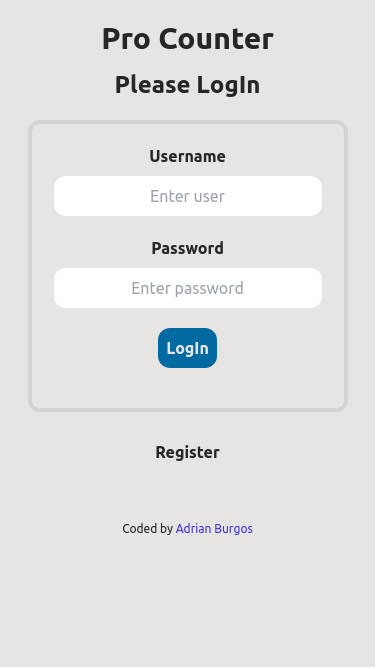 Pro Counter
Please LogIn
Username
Enter user
Password
Enter password
LogIn
Register
Coded by Adrian Burgos